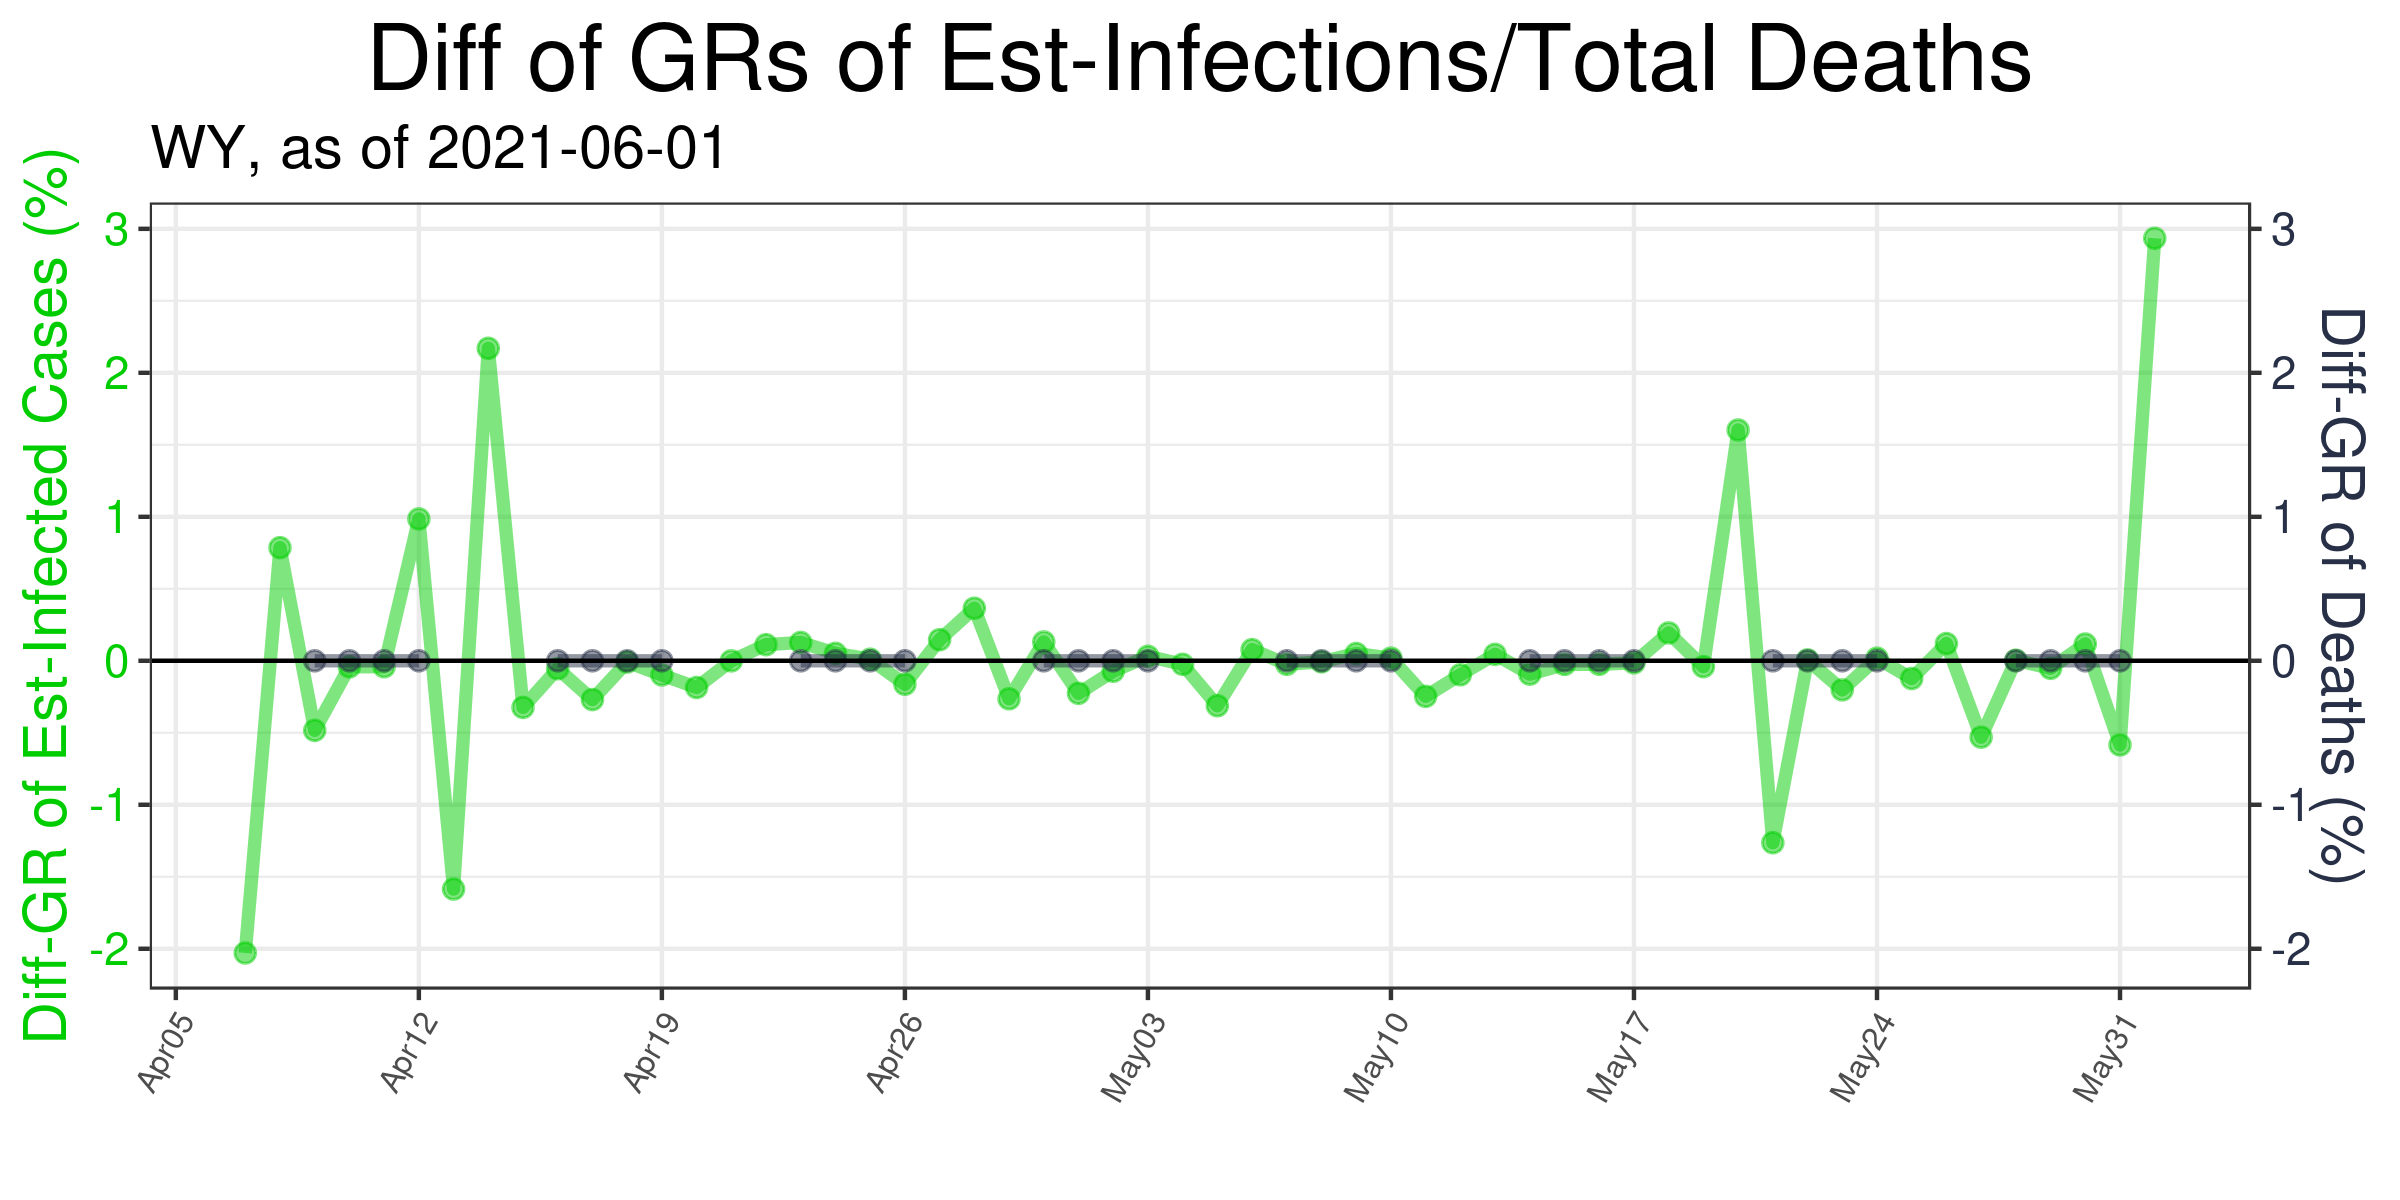 Diff of GRs of Est-Infections/Total Deaths
WY, as of 2021-06-01
Diff-GR of Est-Infected Cases (%)
3
2
1
0
-1
-2
3
2
1
0
-1
-2
Diff-GR of Deaths (%)
Apr05
Apr12
Apr19
Apr26
May03
May10
May17
May24
May31